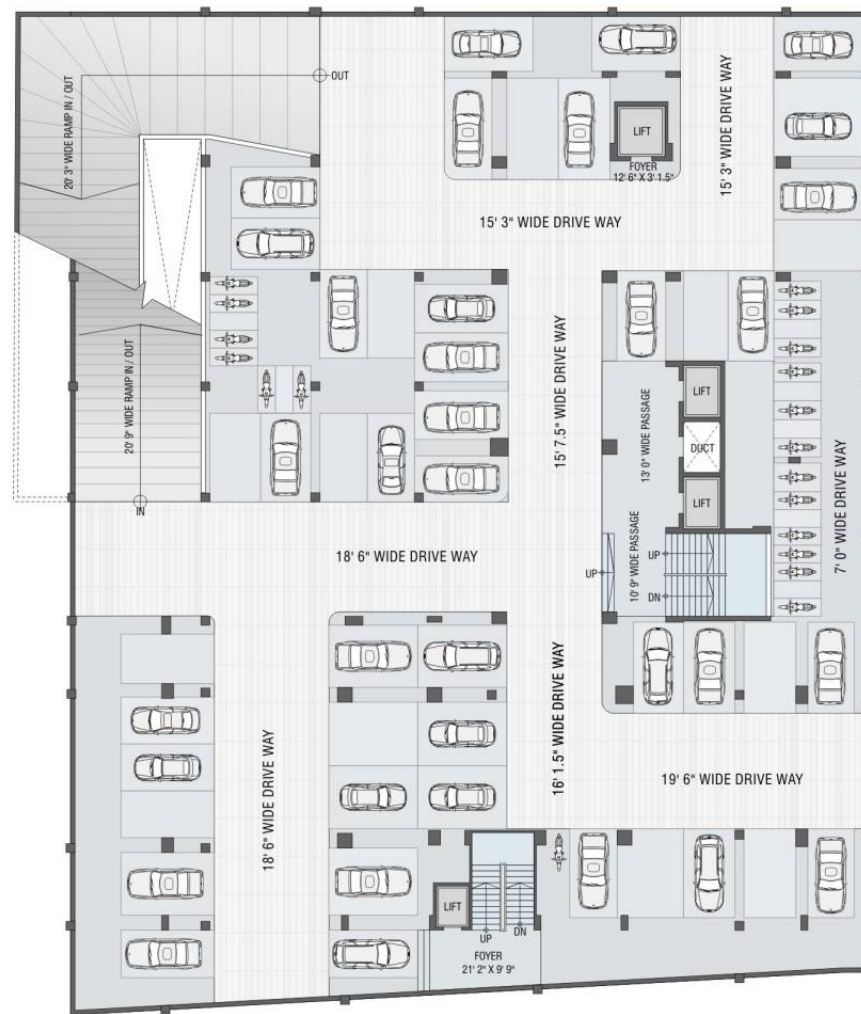 OUT
20' 3" WIDE RAMP IN / OUT
LIFT
FOYER
12' 6" X 3' 1.5"
15' 3" WIDE DRIVE WAY
15' 3" WIDE DRIVE WAY
20' 9" WIDE RAMP IN / OUT
15' 7.5" WIDE DRIVE WAY
LIFT
13' 0" WIDE PASSAGE
DUCT
LIFT
7' 0" WIDE DRIVE WAY
IN
18' 6" WIDE DRIVE WAY
UP
10' 9" WIDE PASSAGE
UP
DN
16' 1.5" WIDE DRIVE WAY
19' 6" WIDE DRIVE WAY
18' 6" WIDE DRIVE WAY
LIFT
UP
DN
FOYER
21' 2" X 9' 9"